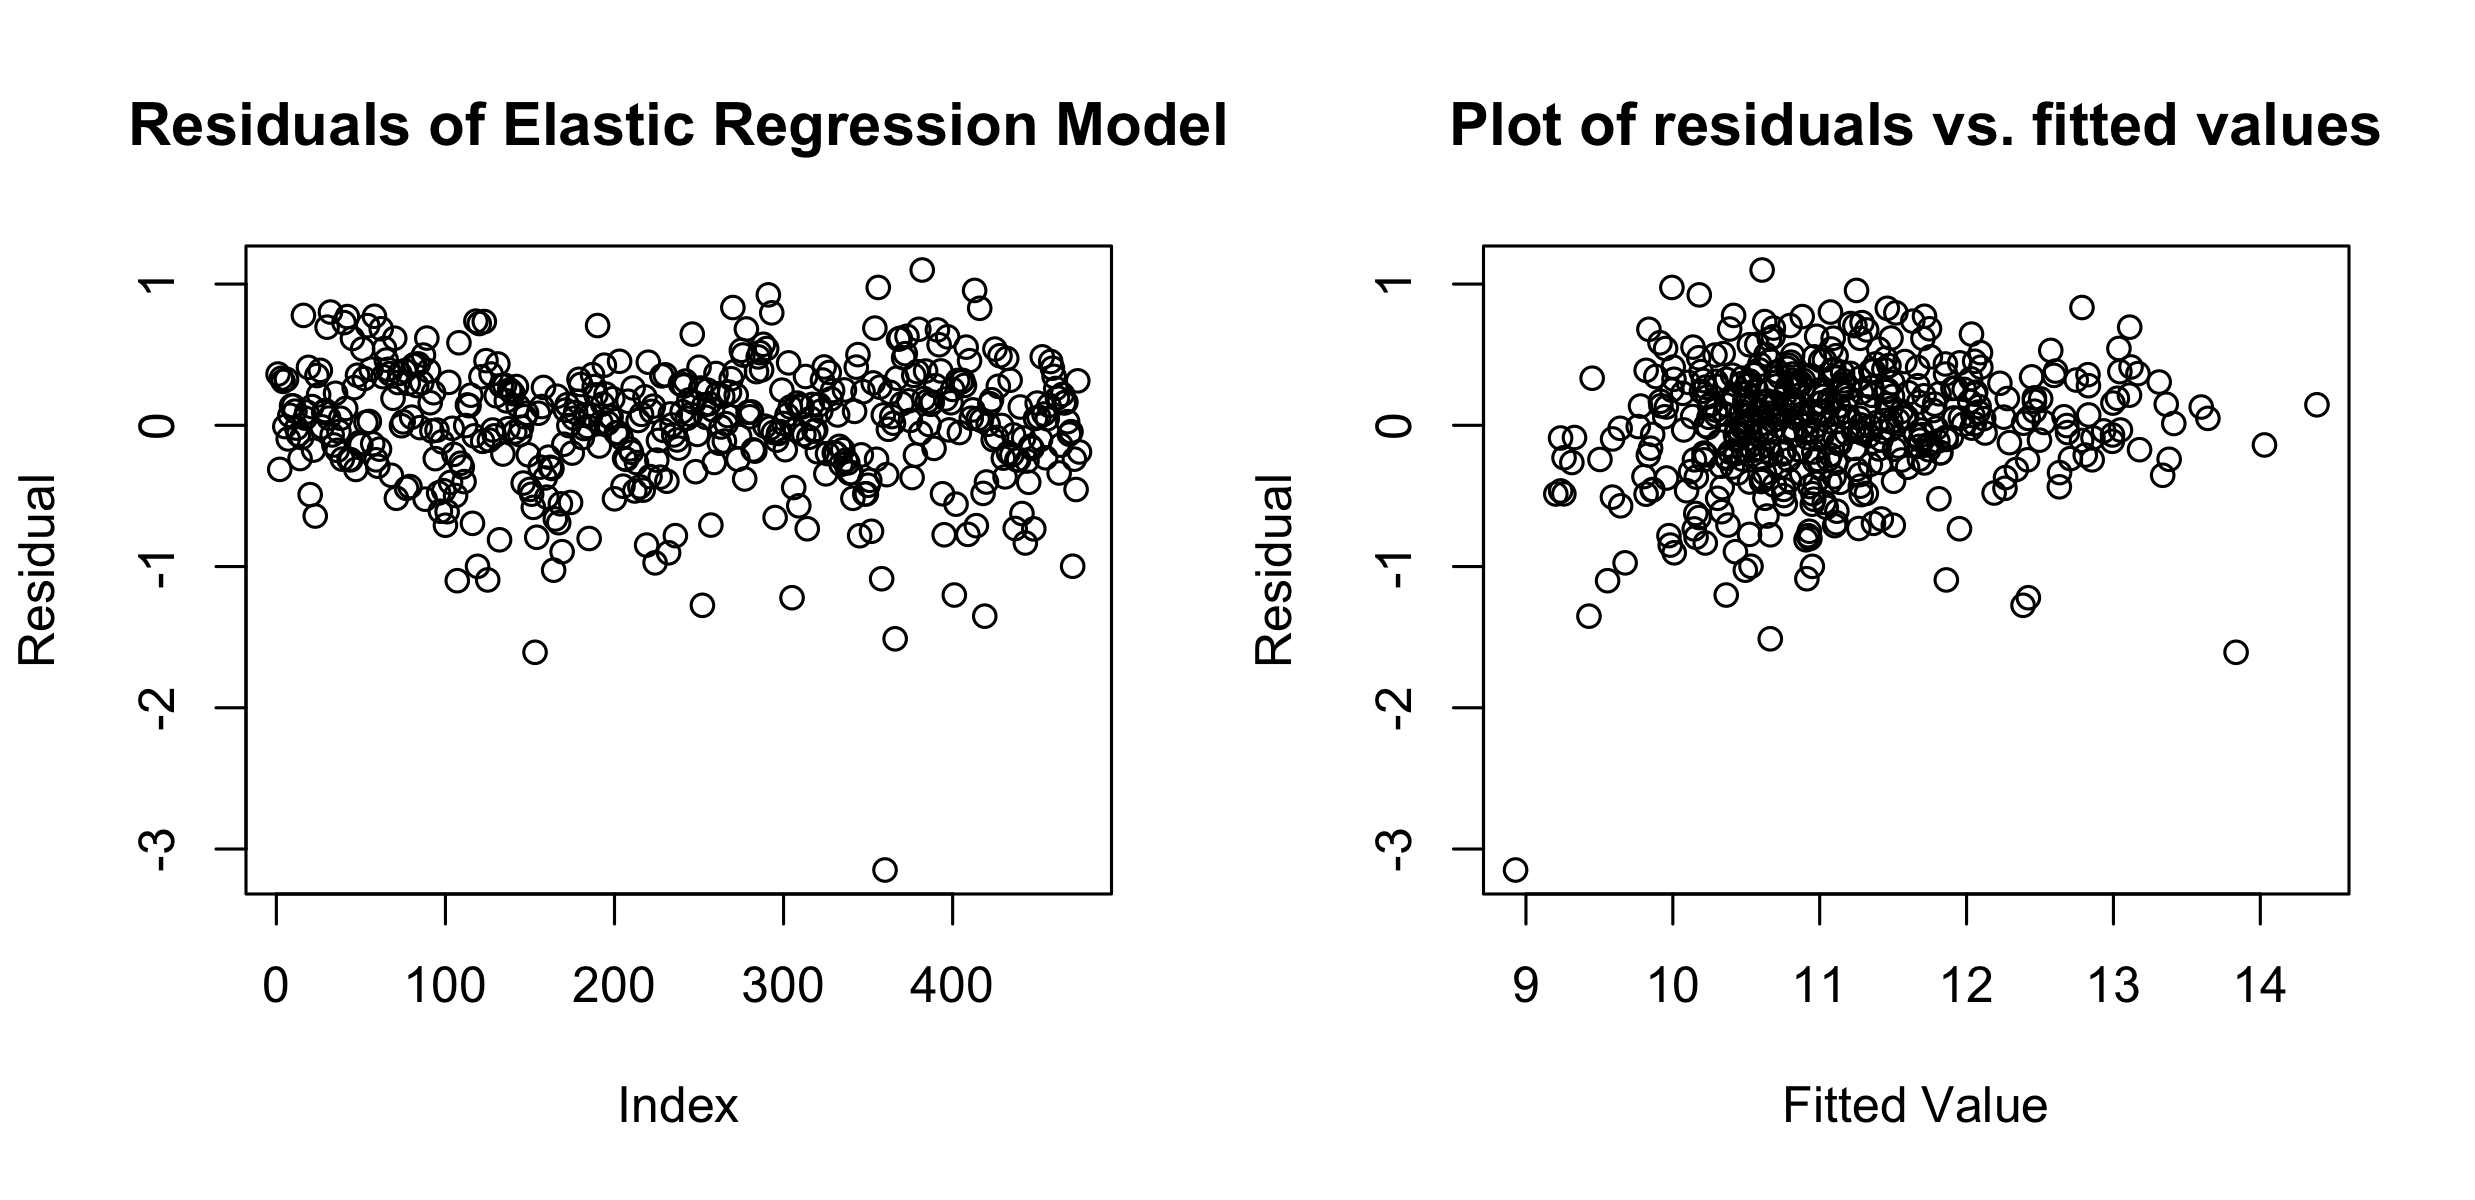 Residuals of Elastic Regression Model
Residual
1
0
-1
-2
-3
0 100 200 300 400
Index
Plot of residuals vs. fitted values
Residual
1
0
-1
-2
-3
9 10 11 12 13 14
Fitted Value